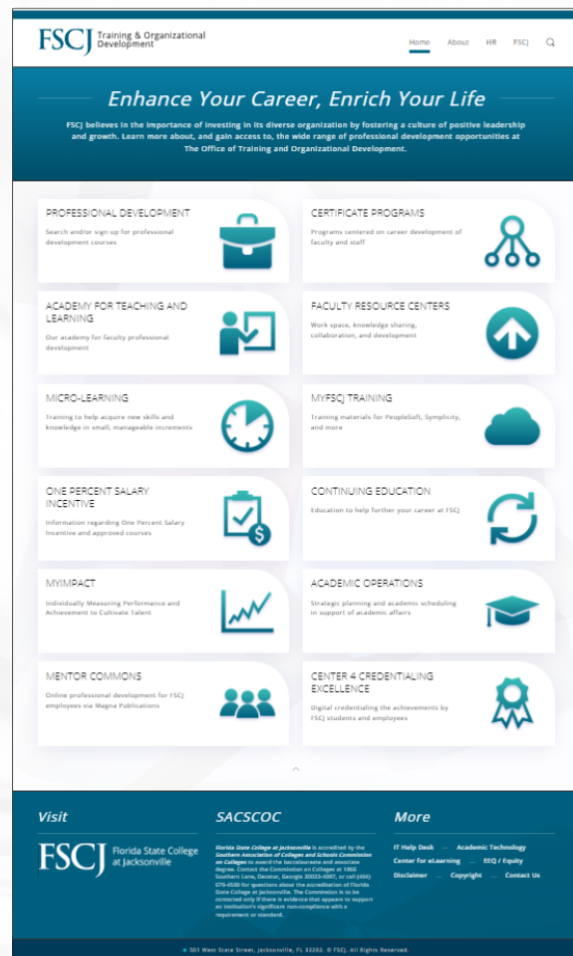 FSCJ Training & Organizational
Development
Home About HR FSCJ
Enhance Your Career, Enrich Your Life
FSCJ believes in the importance of investing in its diverse organization by fostering a culture of positive leadership
and growth. Learn more about, and gain access to, the wide range of professional development opportunities at
The Office of Training and Organizational Development.
PROFESSIONAL DEVELOPMENT
Search and/or sign up for professional
development courses
CERTIFICATE PROGRAMS
Programs centered on career development of
faculty and staff
ACADEMY FOR TEACHING AND
LEARNING
Our academy for faculty professional
development
FACULTY RESOURCE CENTERS
Work space, knowledge sharing,
collaboration, and development
MICRO-LEARNING
Training to help acquire new skills and
knowledge in small, manageable increments
MYFSCJ TRAINING
Training materials for PeopleSoft, Symplicity,
and more
ONE PERCENT SALARY
INCENTIVE
Information regarding One Percent Salary
Incentive and approved courses
$
CONTINUING EDUCATION
Education to help further your career at FSCJ
MYIMPACT
Individually Measuring Performance and
Achievement to Cultivate Talent
ACADEMIC OPERATIONS
Strategic planning and academic scheduling
in support of academic affairs
MENTOR COMMONS
Online professional development for FSCJ
employees via Magna Publications
CENTER 4 CREDENTIALING
EXCELLENCE
Digital credentialing the achievements by
FSCJ students and employees
Visit
FSCJ Florida State College
at Jacksonville
SACSCOC
Florida State College at Jacksonville is accredited by the
Southern Association of Colleges and Schools Commission
on Colleges to award the baccalaureate and associate
degree. Contact the Commission on Colleges at 1866
Southern Lane, Decatur, Georgia 30033-4097, or call (404)
679-4500 for questions about the accreditation of Florida
State College at Jacksonville. The Commission is to be
contacted only if there is evidence that appears to support
an institution's significant non-compliance with a
requirement or standard.
More
IT Help Desk ... Academic Technology
Center for eLearning ... EEQ / Equity
Disclaimer ... Copyright ... Contact Us
501 West State Street, Jacksonville, FL 32202. © FSCJ. All Rights Reserved.